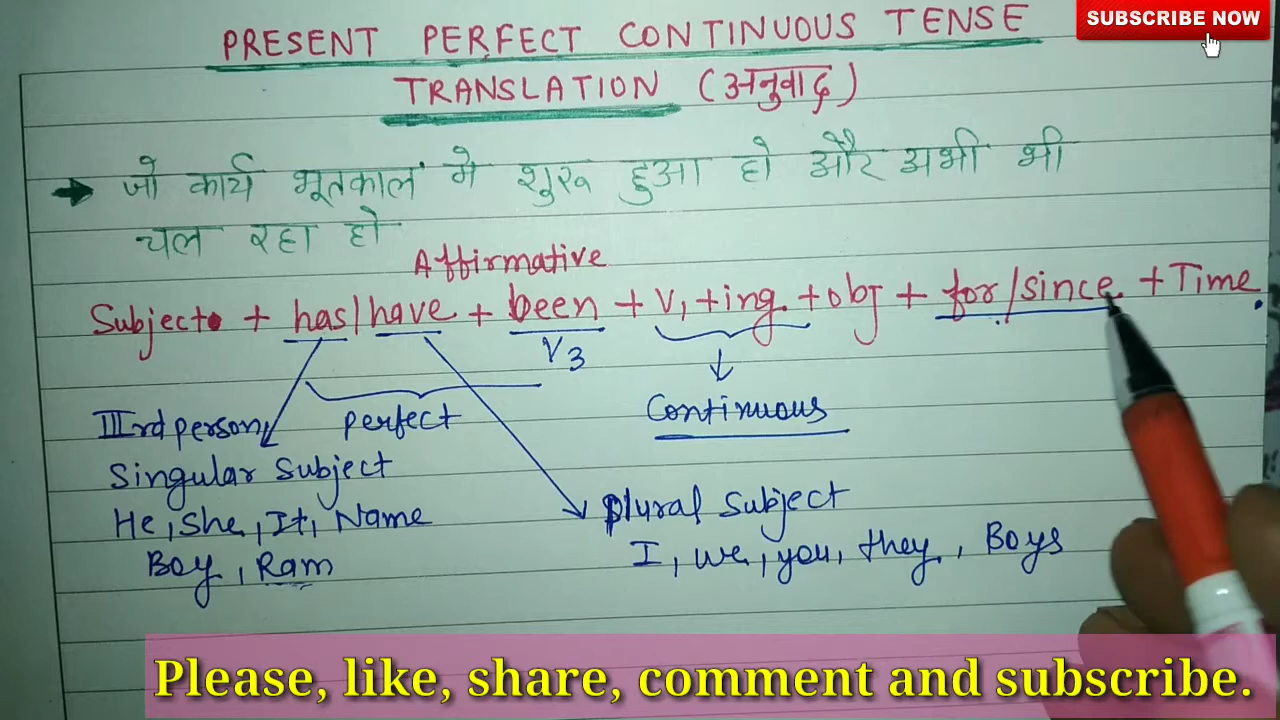 SUBSCRIBE NOW
PRESENT PERFECT CONTINUOUS TENSE
TRANSLATION (अनुवाद)
जो कार्य भूतकाल में शुरू हुआ हो और अभी भी
चल रहा हो
Affirmative
Subject + has/have + been + V1 +ing + obj + for/since + Time.
V3
IIIrd person perfect Continuous
Singular Subject
Plural Subject
He, She, It, Name
I, we, you, they, Boys
Boy, Ram
Please, like, share, comment and subscribe.